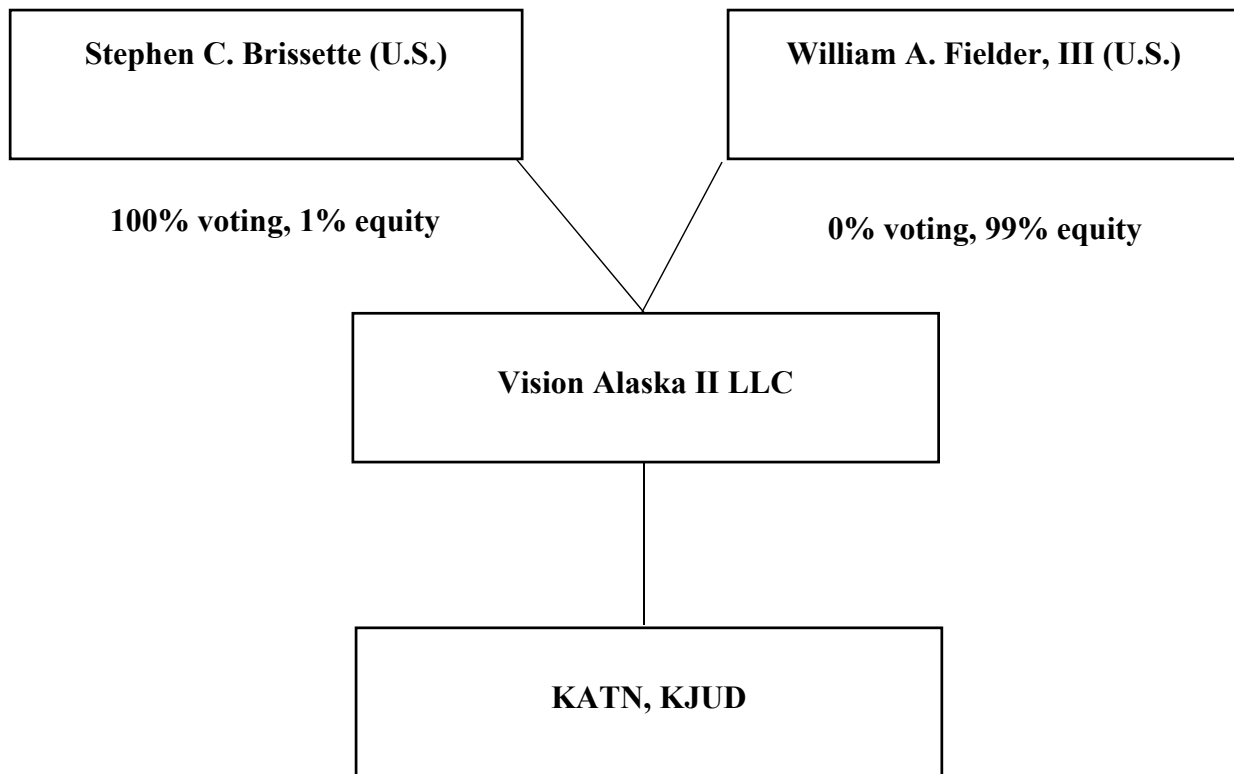 Stephen C. Brissette (U.S.)
William A. Fielder, III (U.S.)
100% voting, 1% equity
0% voting, 99% equity
Vision Alaska II LLC
KATN, KJUD